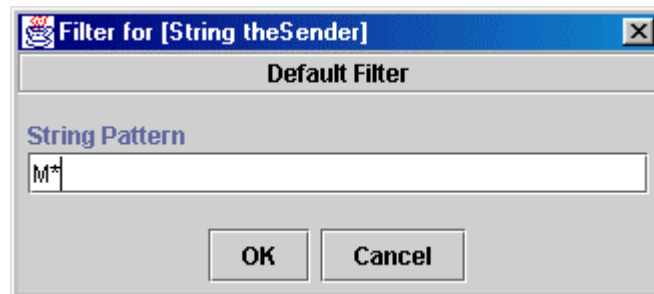 Filter for [String theSender]
Default Filter
String Pattern
M*
OK Cancel